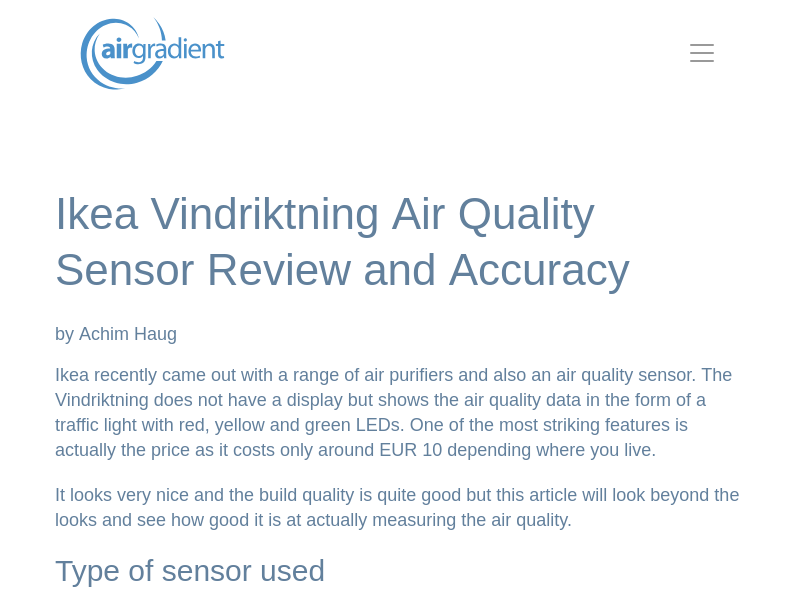 airgradient
Ikea Vindriktning Air Quality
Sensor Review and Accuracy
by Achim Haug
Ikea recently came out with a range of air purifiers and also an air quality sensor. The
Vindriktning does not have a display but shows the air quality data in the form of a
traffic light with red, yellow and green LEDs. One of the most striking features is
actually the price as it costs only around EUR 10 depending where you live.
It looks very nice and the build quality is quite good but this article will look beyond the
looks and see how good it is at actually measuring the air quality.
Type of sensor used